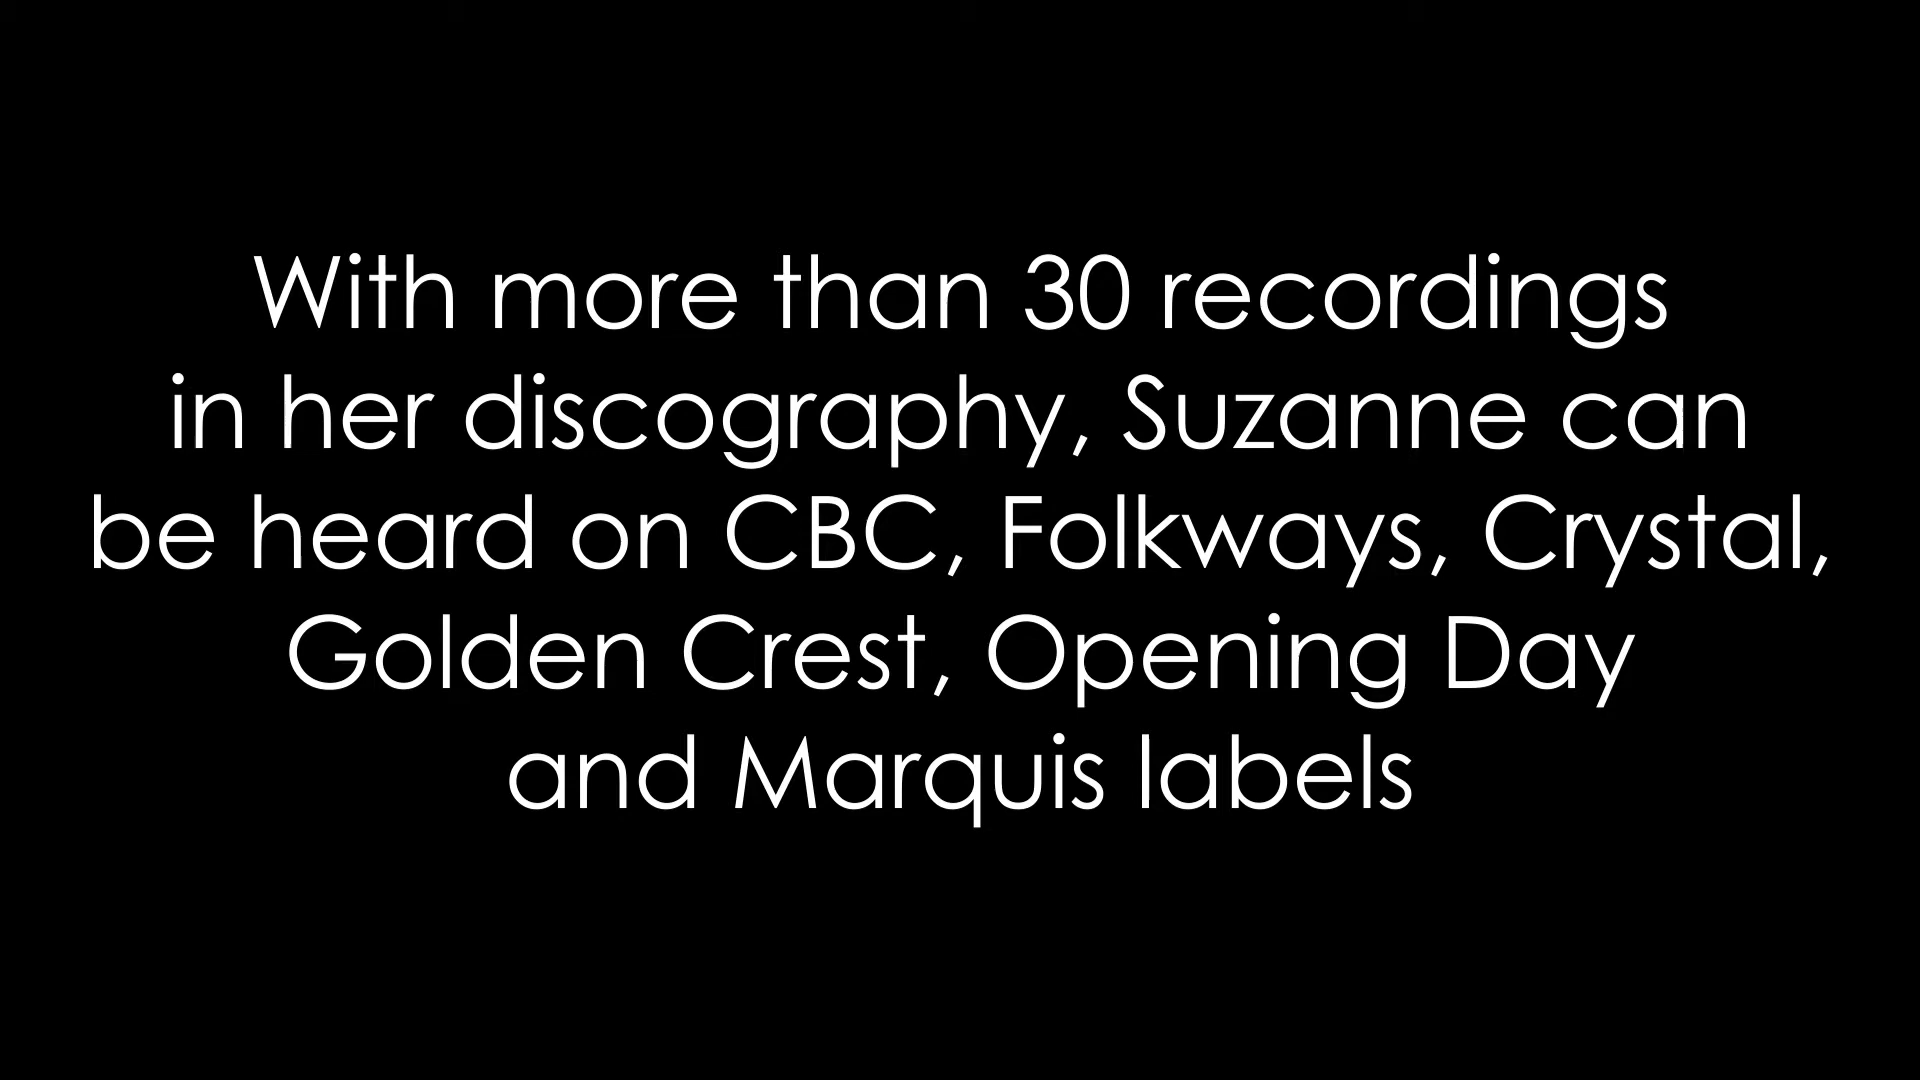 With more than 30 recordings
in her discography, Suzanne can
be heard on CBC, Folkways, Crystal,
Golden Crest, Opening Day
and Marquis labels